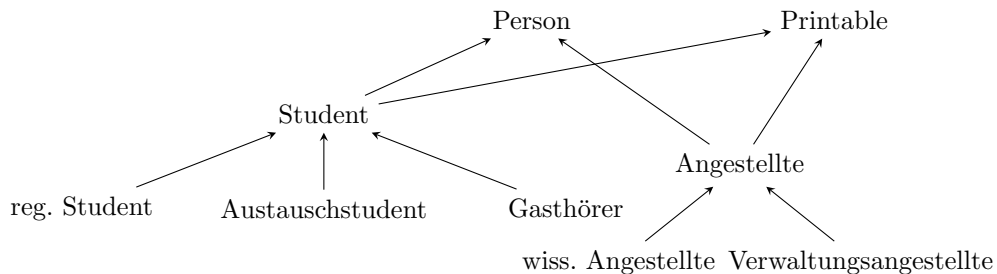 Person
Printable
Student
Angestellte
reg. Student
Austauschstudent
Gasthörer
wiss. Angestellte
Verwaltungsangestellte